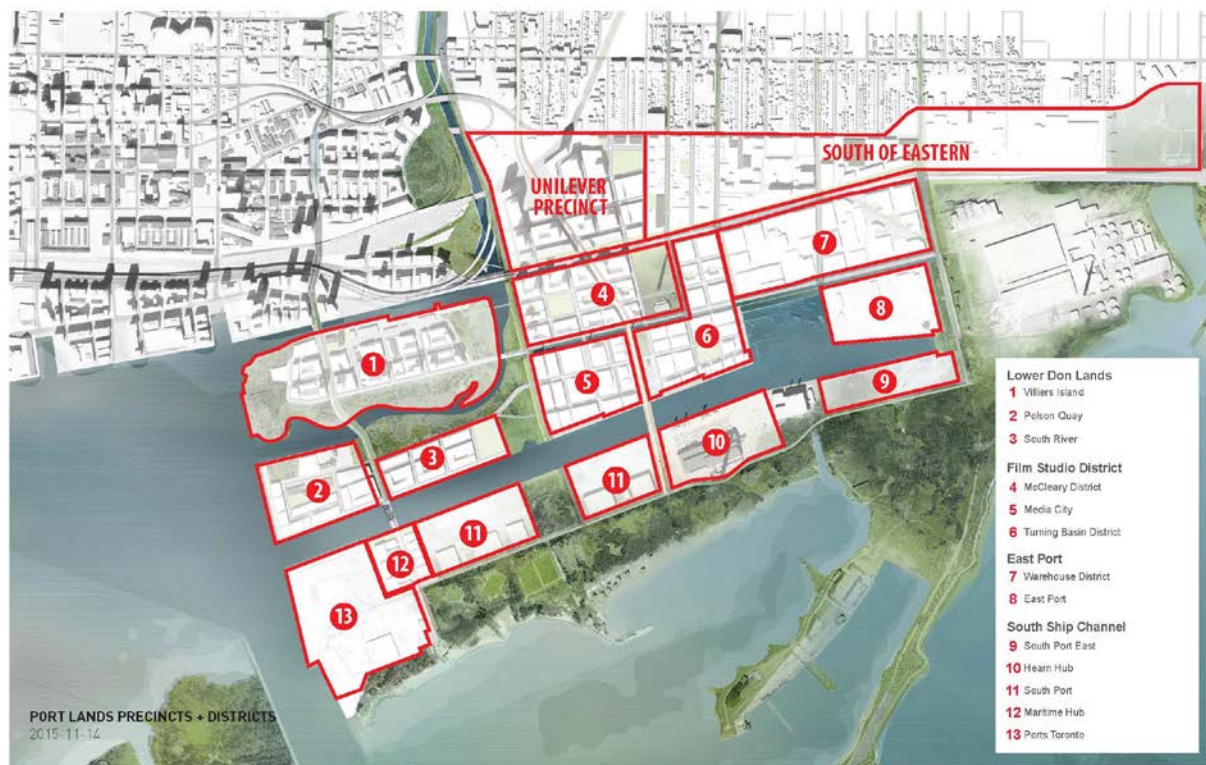 SOUTH OF EASTERN
UNILEVER
PRECINCT
7
4
8
6
1
5
9
10
3
11
2
11
12
13
Lower Don Lands
1 Villiers Island
2 Polson Quay
3 South River
Film Studio District
4 McCleary District
5 Media City
6 Turning Basin District
East Port
7 Warehouse District
8 East Port
South Ship Channel
9 South Port East
10 Hearn Hub
11 South Port
12 Maritime Hub
13 Ports Toronto
PORT LANDS PRECINCTS + DISTRICTS
2015-11-14